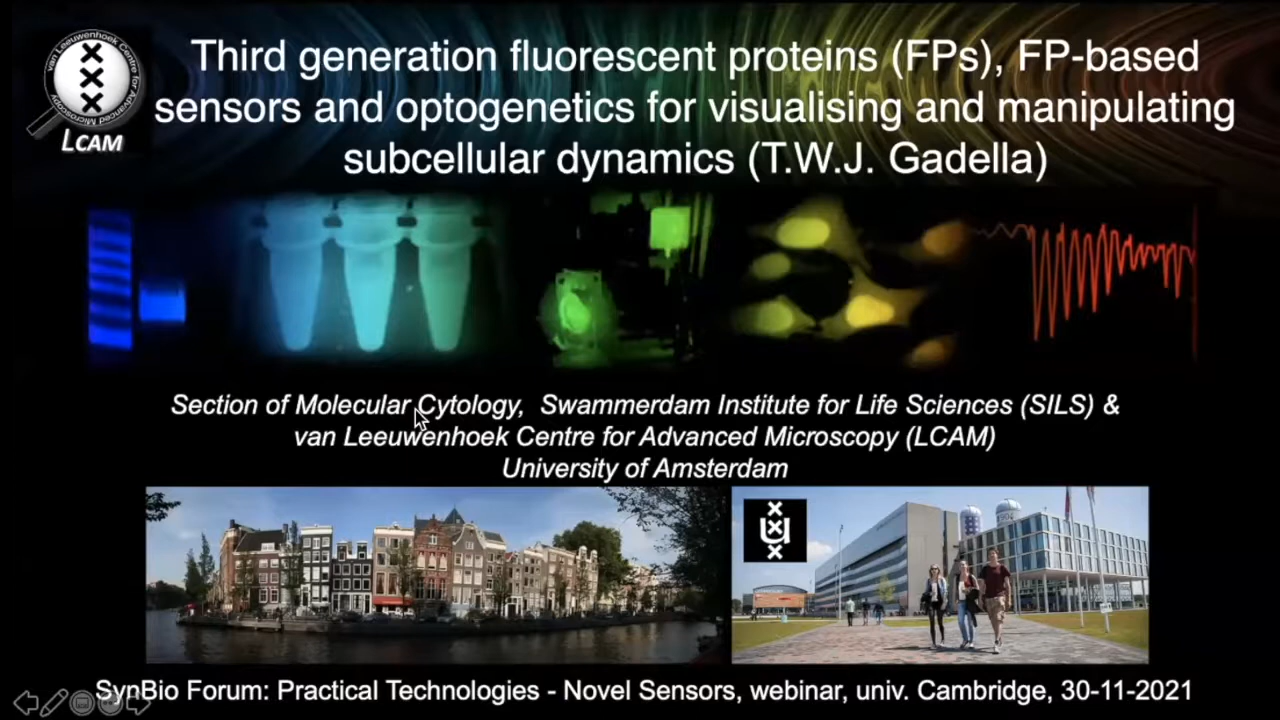 van Leeuwenhoek Centre for Advanced Microscopy
LCAM
Third generation fluorescent proteins (FPs), FP-based
sensors and optogenetics for visualising and manipulating
subcellular dynamics (T.W.J. Gadella)
Section of Molecular Cytology, Swammerdam Institute for Life Sciences (SILS) &
van Leeuwenhoek Centre for Advanced Microscopy (LCAM)
University of Amsterdam
SynBio Forum: Practical Technologies - Novel Sensors, webinar, univ. Cambridge, 30-11-2021